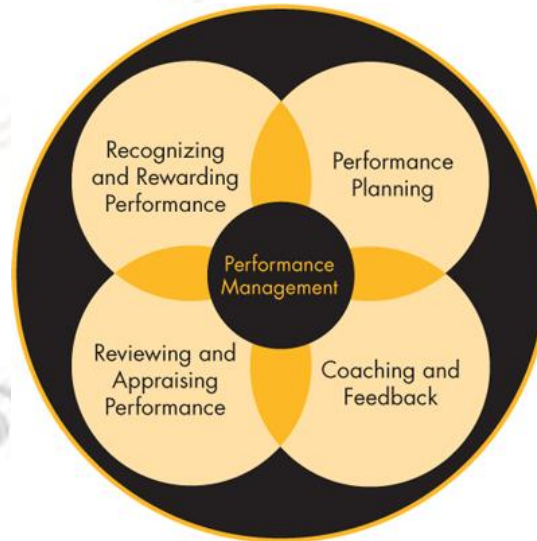 Recognizing
and Rewarding
Performance
Performance
Planning
Performance
Management
Reviewing and
Appraising
Performance
Coaching and
Feedback